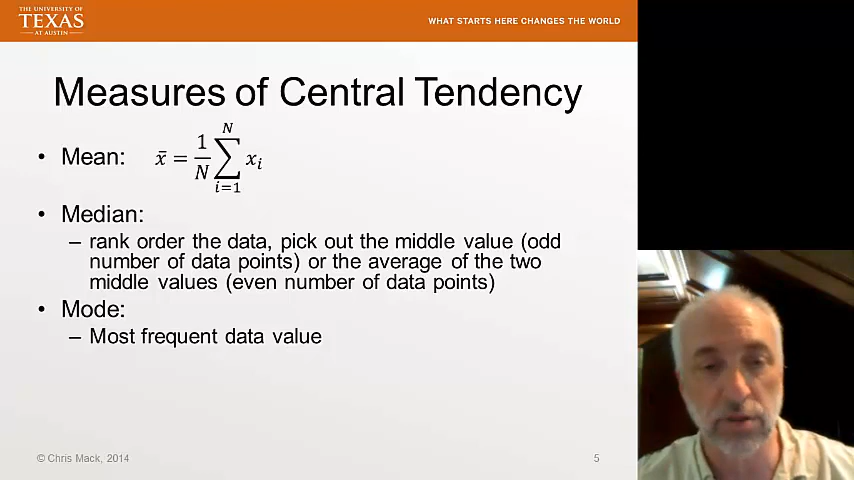 THE UNIVERSITY OF
TEXAS
AT AUSTIN
WHAT STARTS HERE CHANGES THE WORLD
Measures of Central Tendency
• Mean: x̄ = 1/N ∑_{i=1}^{N} x_i
• Median:
– rank order the data, pick out the middle value (odd
number of data points) or the average of the two
middle values (even number of data points)
• Mode:
– Most frequent data value
© Chris Mack, 2014
5